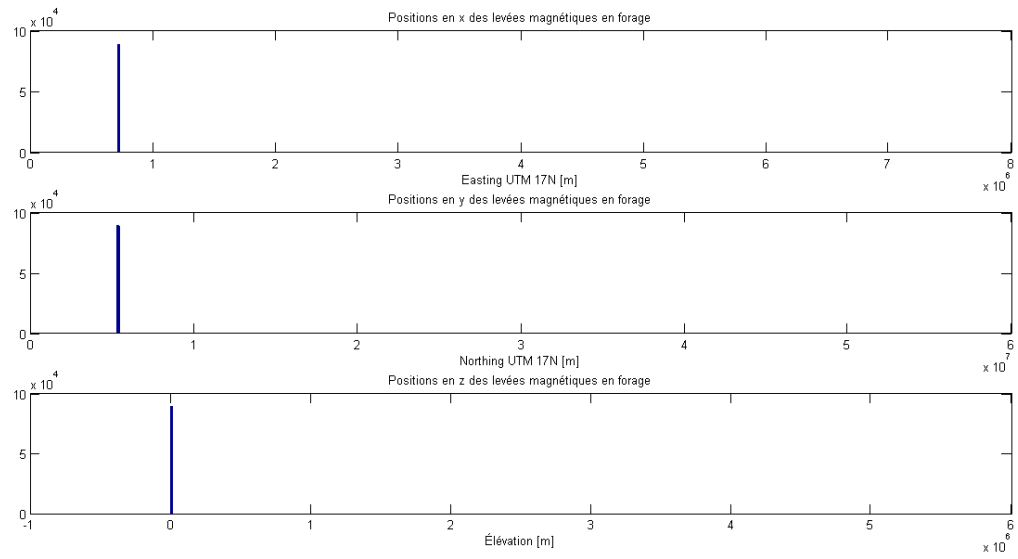 Positions en x des levées magnétiques en forage
x 10^4
10
5
0
0 1 2 3 4 5 6 7 8
Easting UTM 17N [m]
x 10^6
Positions en y des levées magnétiques en forage
x 10^4
10
5
0
0 1 2 3 4 5 6
Northing UTM 17N [m]
x 10^7
Positions en z des levées magnétiques en forage
x 10^4
10
5
0
-1 0 1 2 3 4 5 6
Élévation [m]
x 10^6